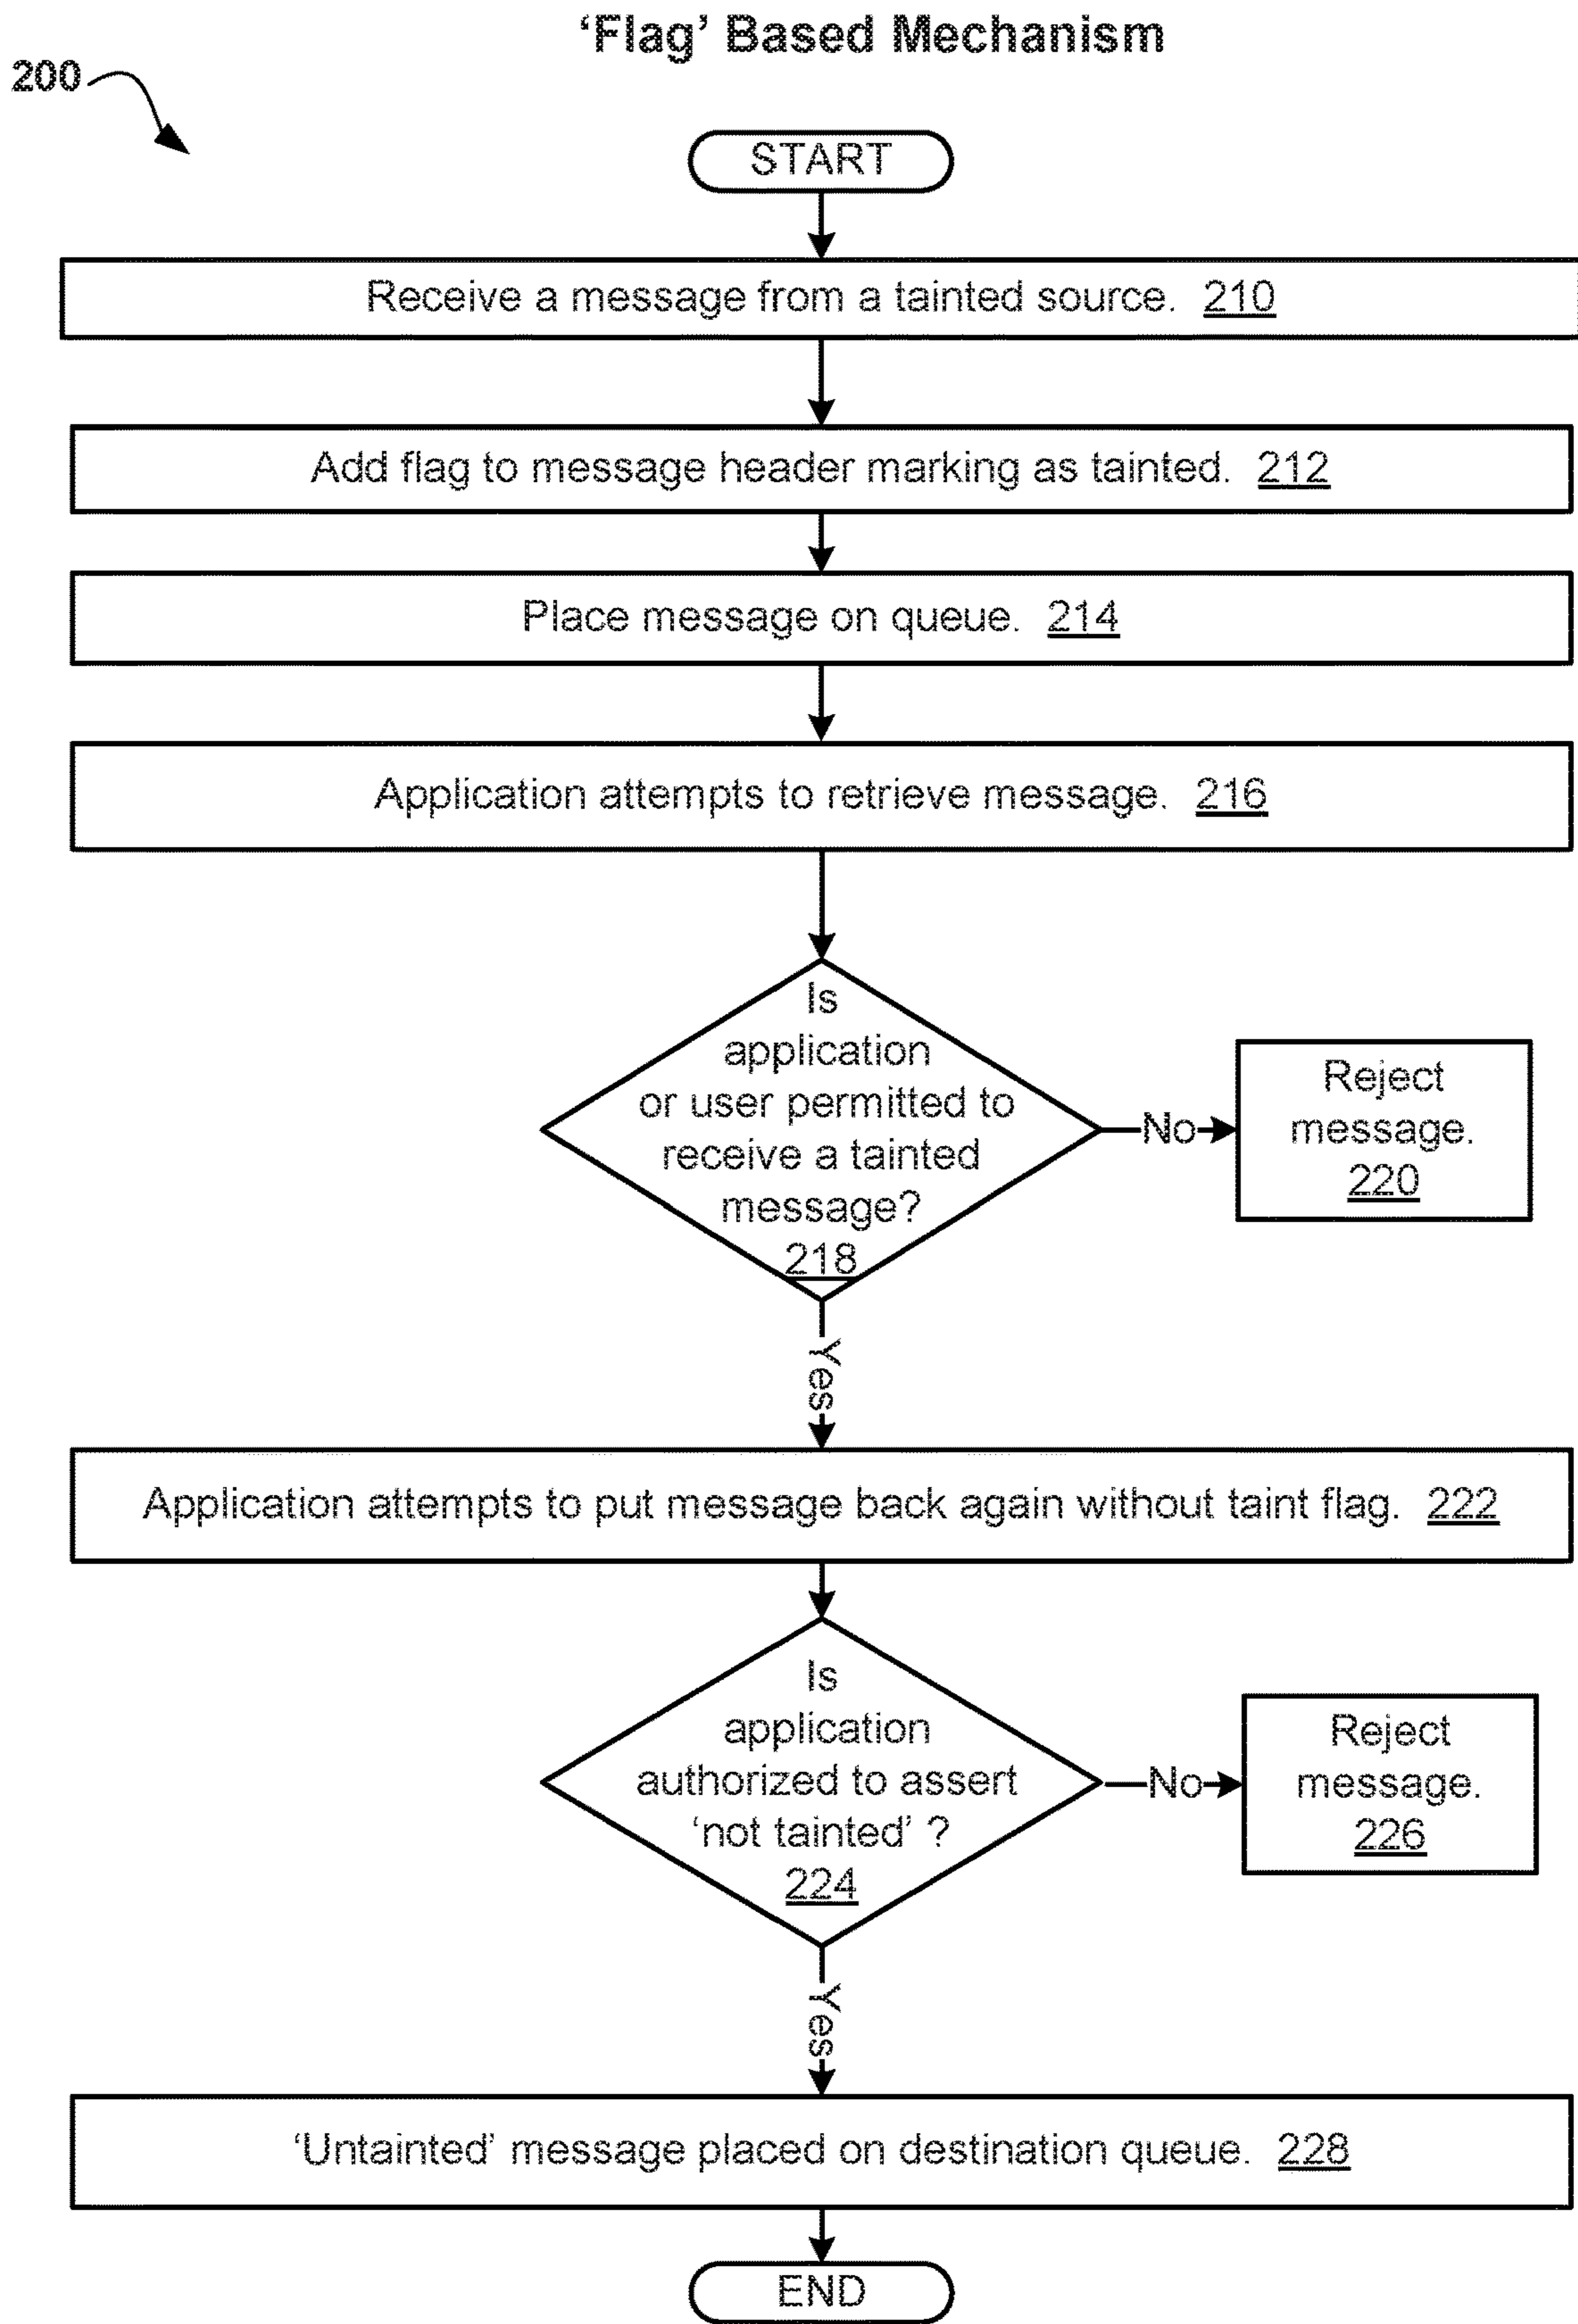 ‘Flag’ Based Mechanism
200
START
Receive a message from a tainted source. 210
Add flag to message header marking as tainted. 212
Place message on queue. 214
Application attempts to retrieve message. 216
Is
application
or user permitted to
receive a tainted
message?
218
No
Reject
message.
220
Yes
Application attempts to put message back again without taint flag. 222
Is
application
authorized to assert
‘not tainted’ ?
224
No
Reject
message.
226
Yes
‘Untainted’ message placed on destination queue. 228
END